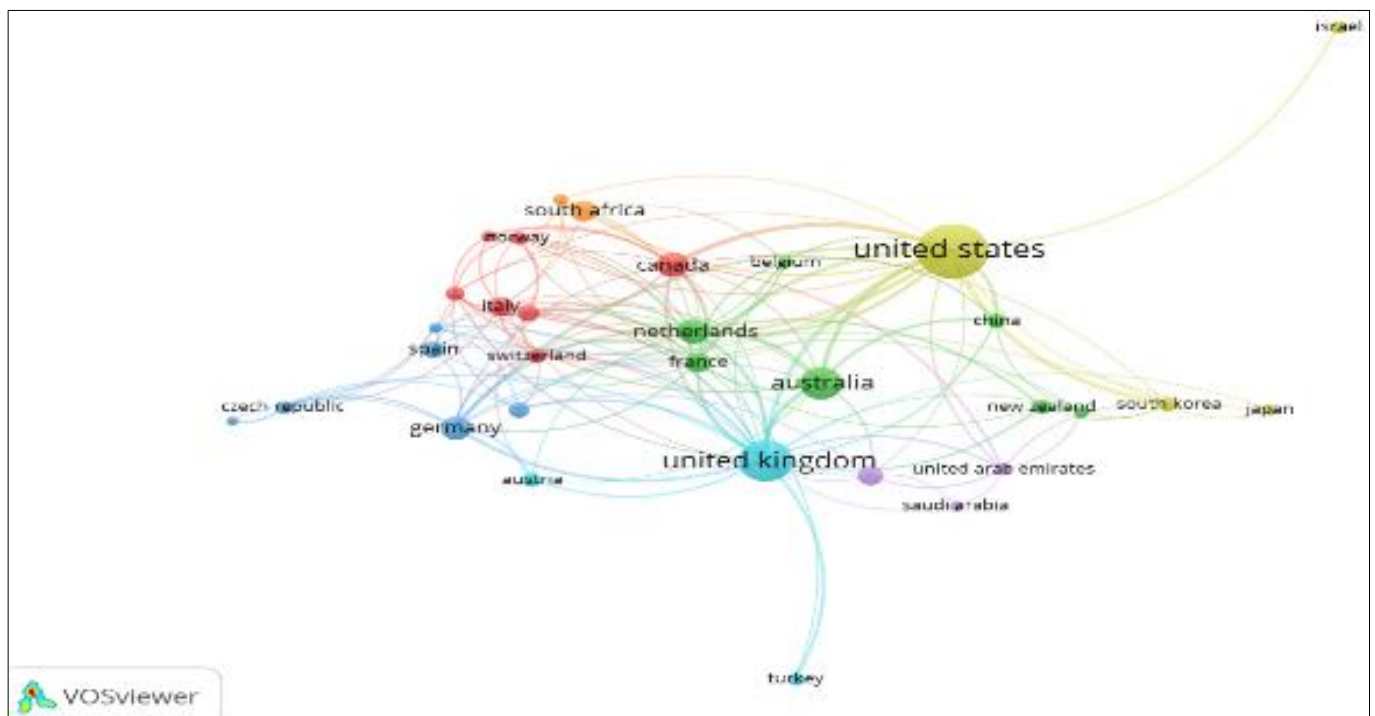 israel
south africa
norway
united states
canada
belgium
italy
china
netherlands
spain
switzerland
france
australia
czech republic
new zealand
south korea
japan
germany
united kingdom
united arab emirates
austria
saudi arabia
turkey
VOSviewer